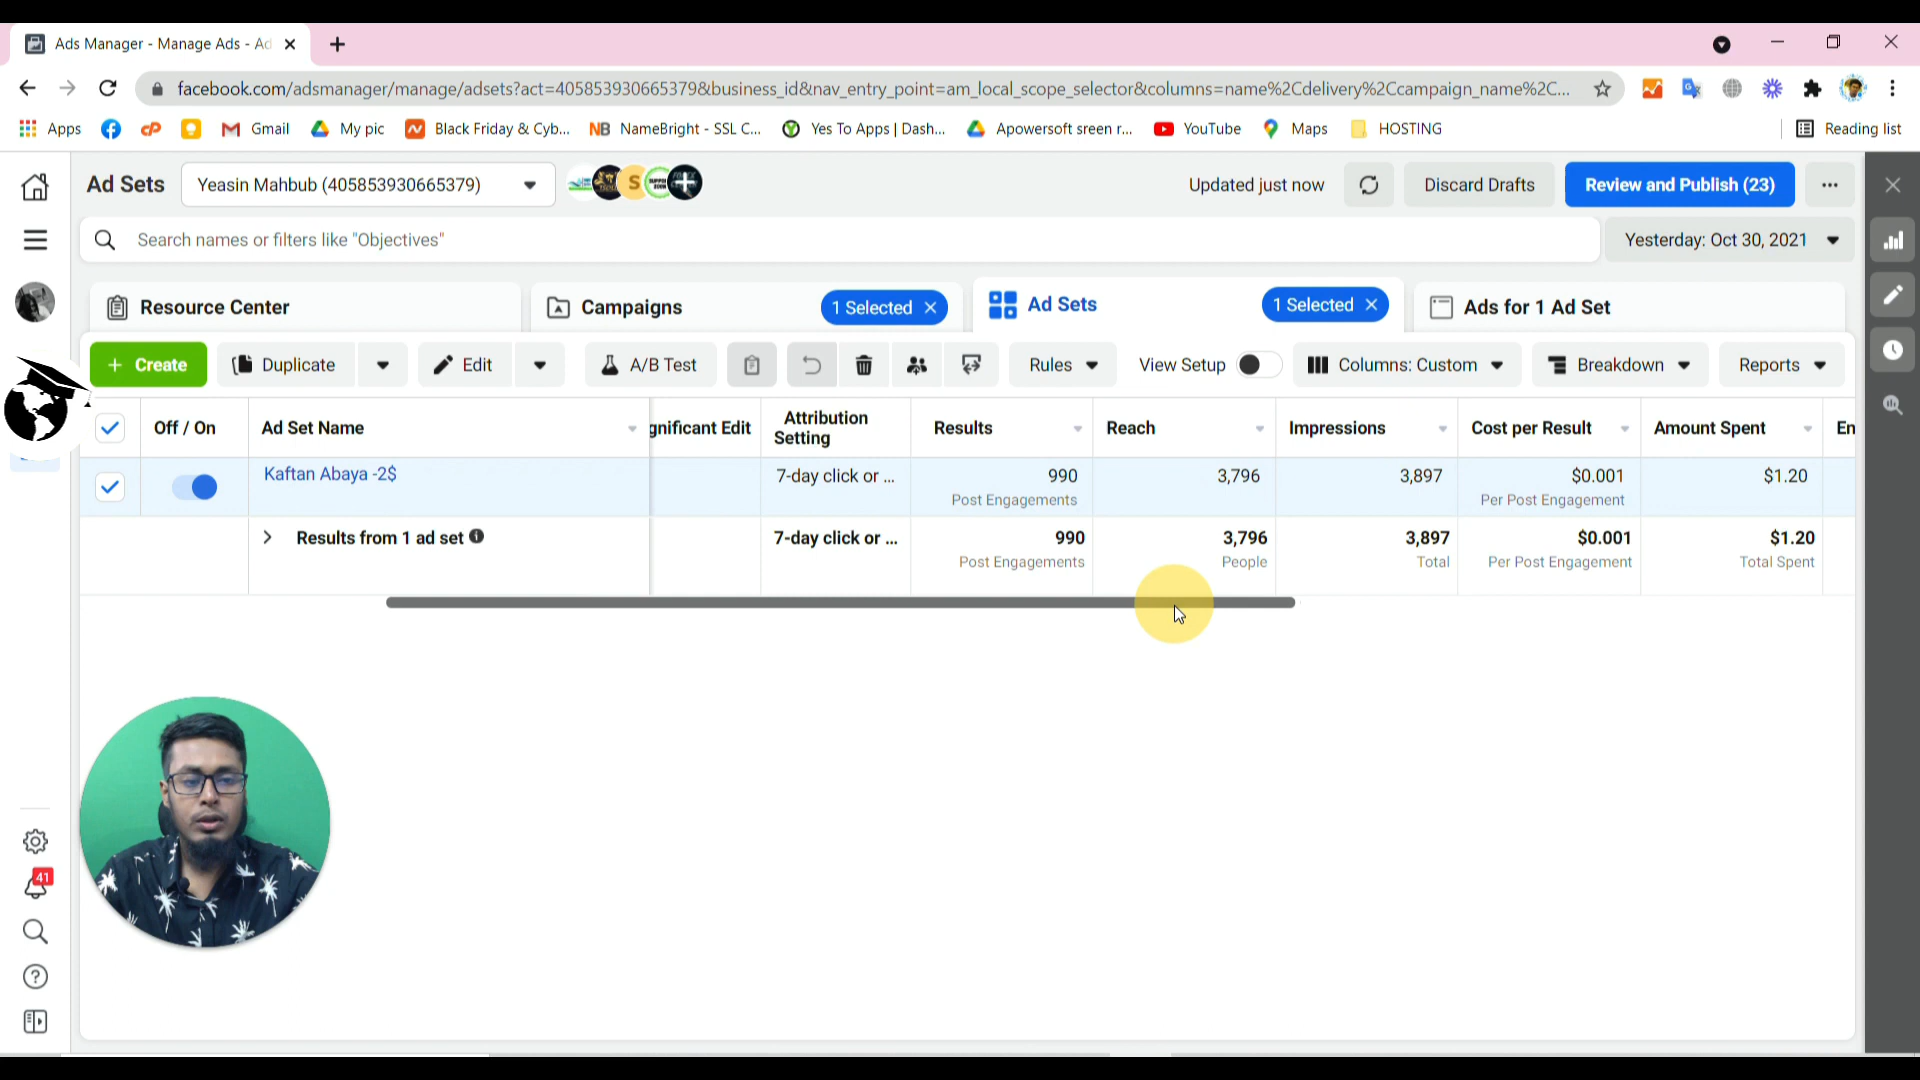 Ads Manager - Manage Ads - Ad
facebook.com/adsmanager/manage/adsets?act=405853930665379&business_id&nav_entry_point=am_local_scope_selector&columns=name%2Cdelivery%2Ccampaign_name%2C...
Apps
cP
Gmail
My pic
Black Friday & Cyb...
NB NameBright - SSL C...
Yes To Apps | Dash...
Apowersoft sreen r...
YouTube
Maps
HOSTING
Reading list
Ad Sets
Yeasin Mahbub (405853930665379)
S
Updated just now
Discard Drafts
Review and Publish (23)
Search names or filters like "Objectives"
Yesterday: Oct 30, 2021
Resource Center
Campaigns
1 Selected
Ad Sets
1 Selected
Ads for 1 Ad Set
+ Create
Duplicate
Edit
A/B Test
Rules
View Setup
Columns: Custom
Breakdown
Reports
Off / On
Ad Set Name
gnificant Edit
Attribution
Setting
Results
Reach
Impressions
Cost per Result
Amount Spent
En
Kaftan Abaya -2$
7-day click or ...
990
Post Engagements
3,796
3,897
$0.001
Per Post Engagement
$1.20
Results from 1 ad set
7-day click or ...
990
Post Engagements
3,796
People
3,897
Total
$0.001
Per Post Engagement
$1.20
Total Spent
41